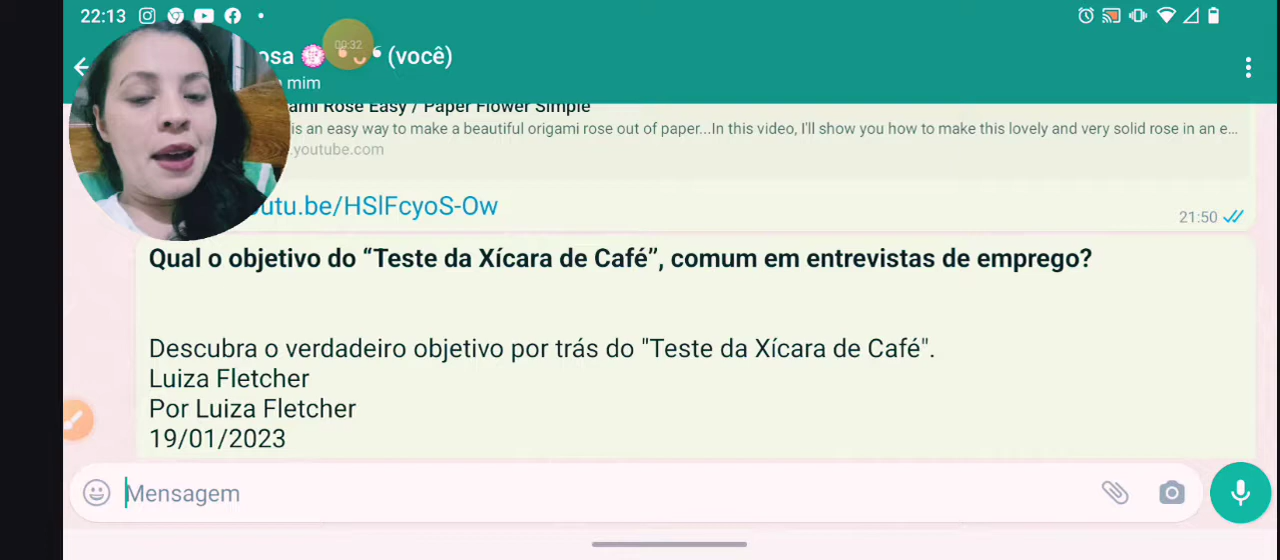 22:13
00:32
osa (você)
mim
ami Rose Easy / Paper Flower Simple
is an easy way to make a beautiful origami rose out of paper...In this video, I'll show you how to make this lovely and very solid rose in an e...
.youtube.com
utu.be/HSlFcyoS-Ow
21:50
Qual o objetivo do “Teste da Xícara de Café”, comum em entrevistas de emprego?
Descubra o verdadeiro objetivo por trás do "Teste da Xícara de Café".
Luiza Fletcher
Por Luiza Fletcher
19/01/2023
Mensagem